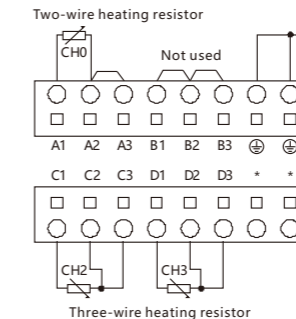 Two-wire heating resistor
CH0
Not used
A1 A2 A3 B1 B2 B3
C1 C2 C3 D1 D2 D3 * *
CH2 CH3
Three-wire heating resistor